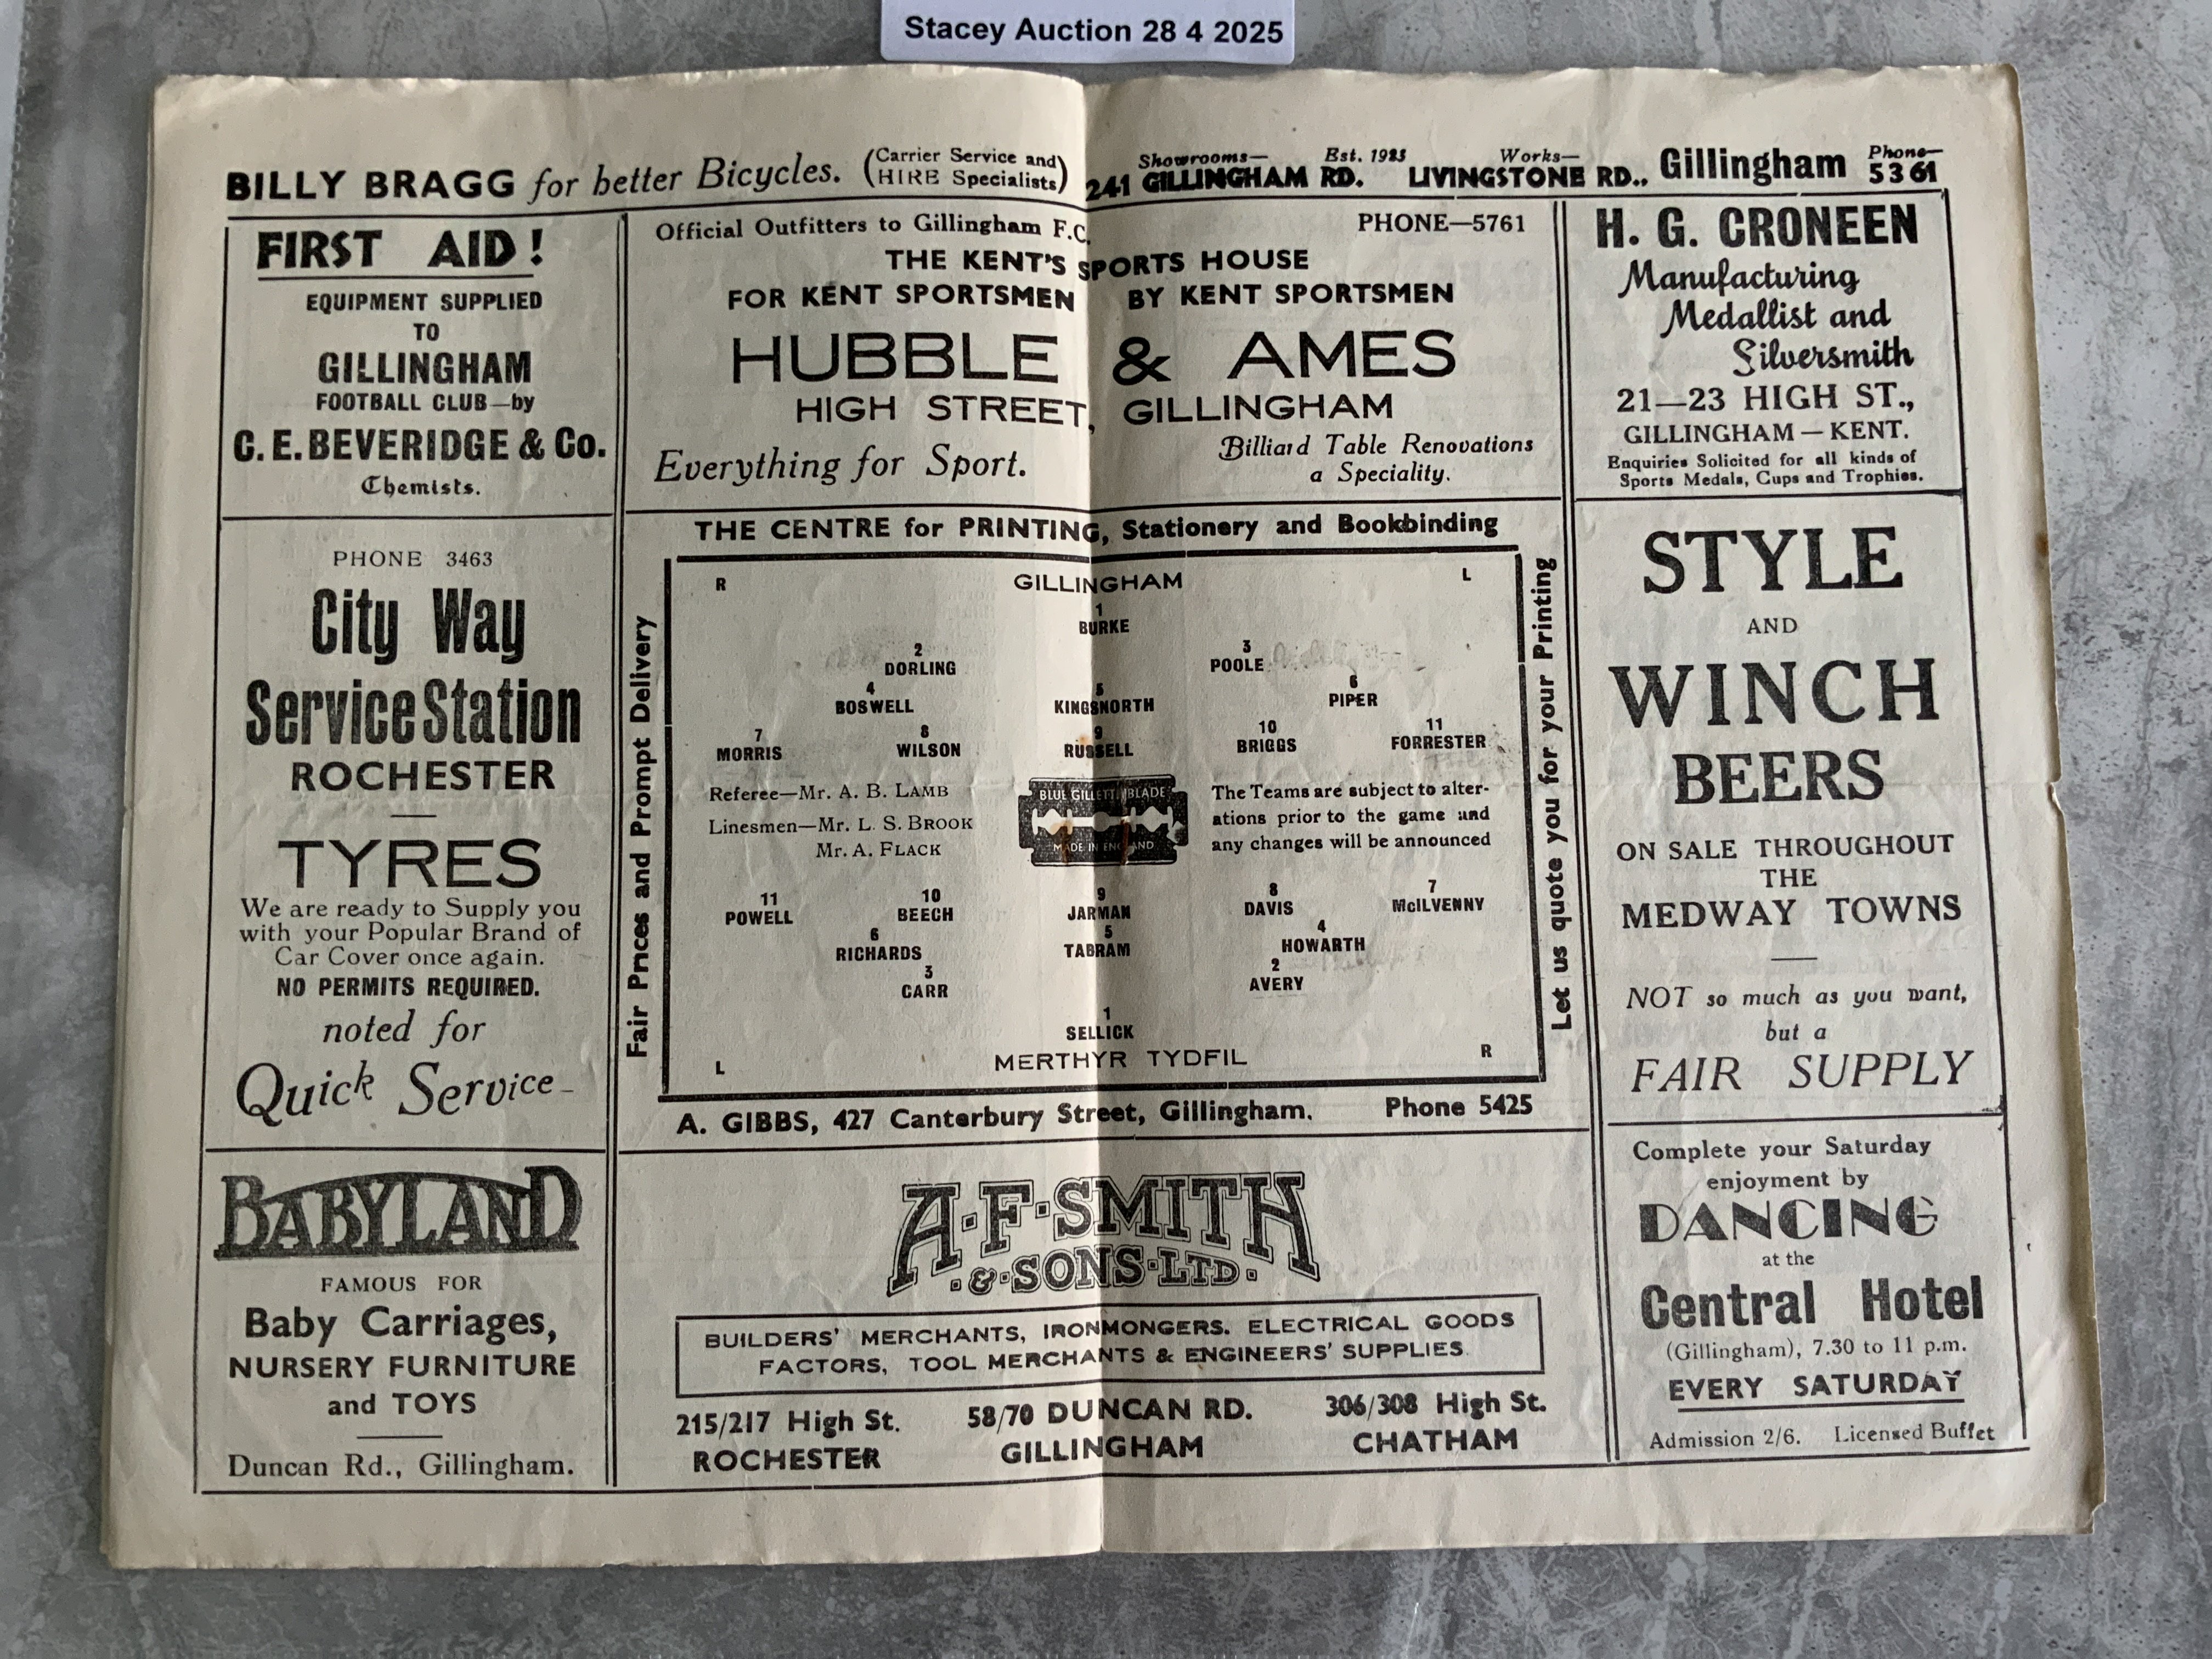 Stacey Auction 28 4 2025
BILLY BRAGG for better Bicycles. (Carrier Service and HIRE Specialists)
Showrooms— Est. 1923 Works— Phone—
241 GILLINGHAM RD. LIVINGSTONE RD.., Gillingham 5361
FIRST AID!
EQUIPMENT SUPPLIED
TO
GILLINGHAM
FOOTBALL CLUB—by
C. E. BEVERIDGE & Co.
Chemists.
PHONE 3463
City Way
Service Station
ROCHESTER
TYRES
We are ready to Supply you
with your Popular Brand of
Car Cover once again.
NO PERMITS REQUIRED.
noted for
Quick Service—
BABYLAND
FAMOUS FOR
Baby Carriages,
NURSERY FURNITURE
and TOYS
Duncan Rd., Gillingham.
Official Outfitters to Gillingham F.C. PHONE—5761
THE KENT'S SPORTS HOUSE
FOR KENT SPORTSMEN BY KENT SPORTSMEN
HUBBLE & AMES
HIGH STREET, GILLINGHAM
Everything for Sport.
Billiard Table Renovations
a Speciality.
THE CENTRE for PRINTING, Stationery and Bookbinding
Fair Prices and Prompt Delivery
R GILLINGHAM L
1
BURKE
2 3
DORLING POOLE
4 5 6
BOSWELL KINGSNORTH PIPER
7 8 9 10 11
MORRIS WILSON RUSSELL BRIGGS FORRESTER
Referee—Mr. A. B. LAMB
Linesmen—Mr. L. S. BROOK
Mr. A. FLACK
BLUE GILLETTE BLADE
MADE IN ENGLAND
The Teams are subject to alter-
ations prior to the game and
any changes will be announced
11 10 9 8 7
POWELL BEECH JARMAN DAVIS McILVENNY
6 5 4
RICHARDS TABRAM HOWARTH
3 2
CARR AVERY
1
SELLICK
L MERTHYR TYDFIL R
Let us quote you for your Printing
A. GIBBS, 427 Canterbury Street, Gillingham. Phone 5425
A·F·SMITH
·&·SONS·LTD·
BUILDERS' MERCHANTS, IRONMONGERS. ELECTRICAL GOODS
FACTORS, TOOL MERCHANTS & ENGINEERS' SUPPLIES.
215/217 High St. 58/70 DUNCAN RD. 306/308 High St.
ROCHESTER GILLINGHAM CHATHAM
H. G. CRONEEN
Manufacturing
Medallist and
Silversmith
21—23 HIGH ST.,
GILLINGHAM — KENT.
Enquiries Solicited for all kinds of
Sports Medals, Cups and Trophies.
STYLE
AND
WINCH
BEERS
ON SALE THROUGHOUT
THE
MEDWAY TOWNS
NOT so much as you want,
but a
FAIR SUPPLY
Complete your Saturday
enjoyment by
DANCING
at the
Central Hotel
(Gillingham), 7.30 to 11 p.m.
EVERY SATURDAY
Admission 2/6. Licensed Buffet